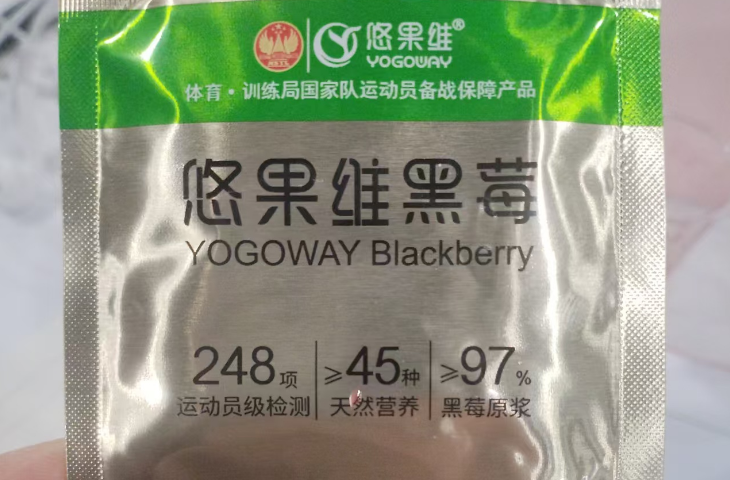 悠果维®
YOGOWAY
体育·训练局国家队运动员备战保障产品
悠果维黑莓
YOGOWAY Blackberry
248项 ≥45种 ≥97%
运动员级检测 天然营养 黑莓原浆